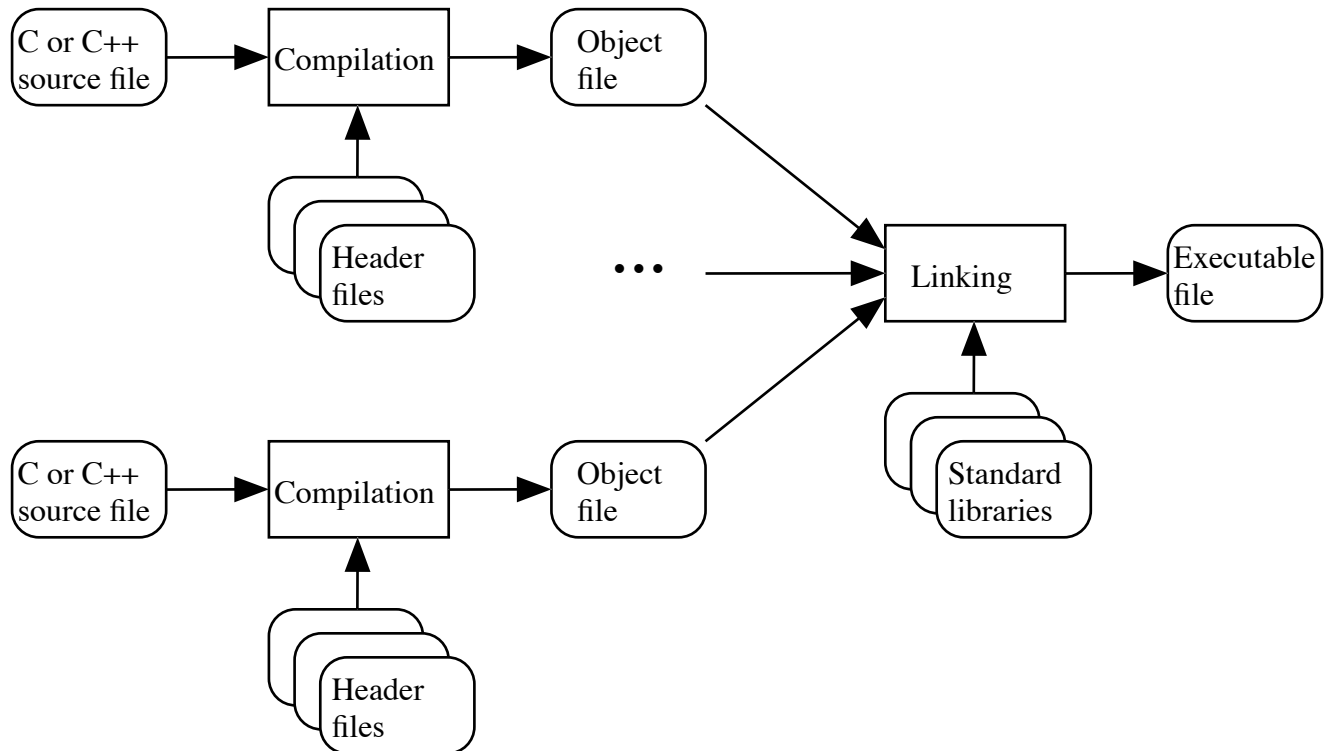 C or C++
source file
Compilation
Object
file
Header
files
•••
Linking
Executable
file
C or C++
source file
Compilation
Object
file
Standard
libraries
Header
files